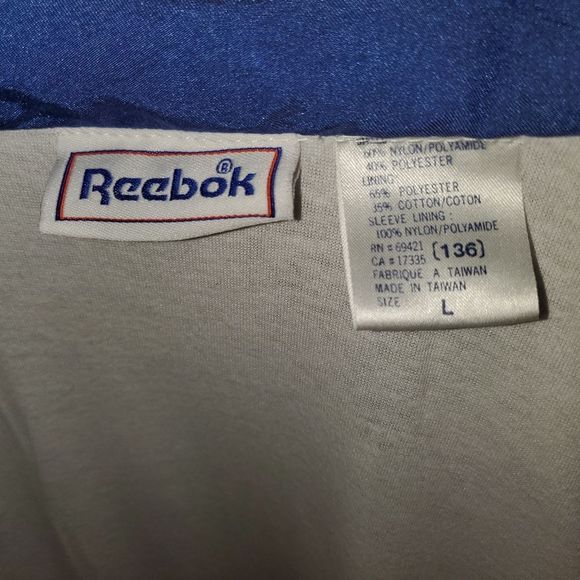 Reebok®
60% NYLON/POLYAMIDE
40% POLYESTER
LINING:
65% POLYESTER
35% COTTON/COTON
SLEEVE LINING :
100% NYLON/POLYAMIDE
RN # 69421 (136)
CA # 17335
FABRIQUE A TAIWAN
MADE IN TAIWAN
SIZE L